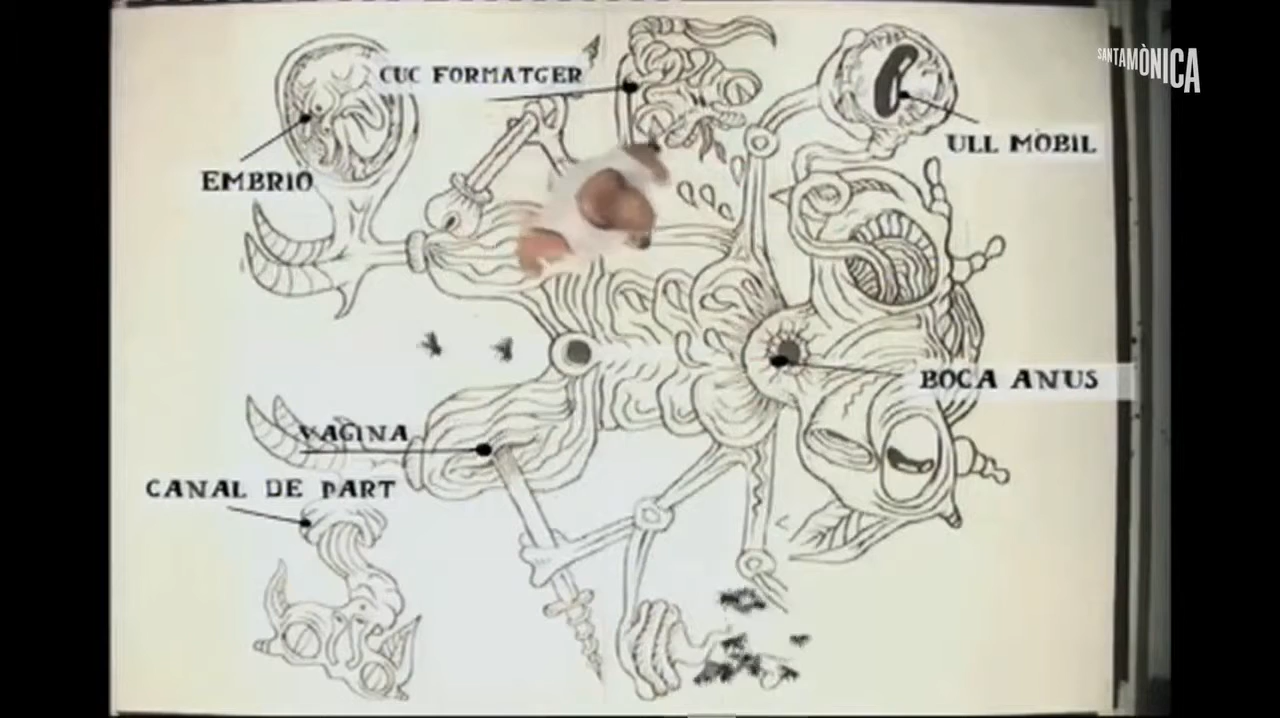 SANTAMÒNICA
CUC FORMATGER
ULL MÒBIL
EMBRIO
BOCA ANUS
VAGINA
CANAL DE PART